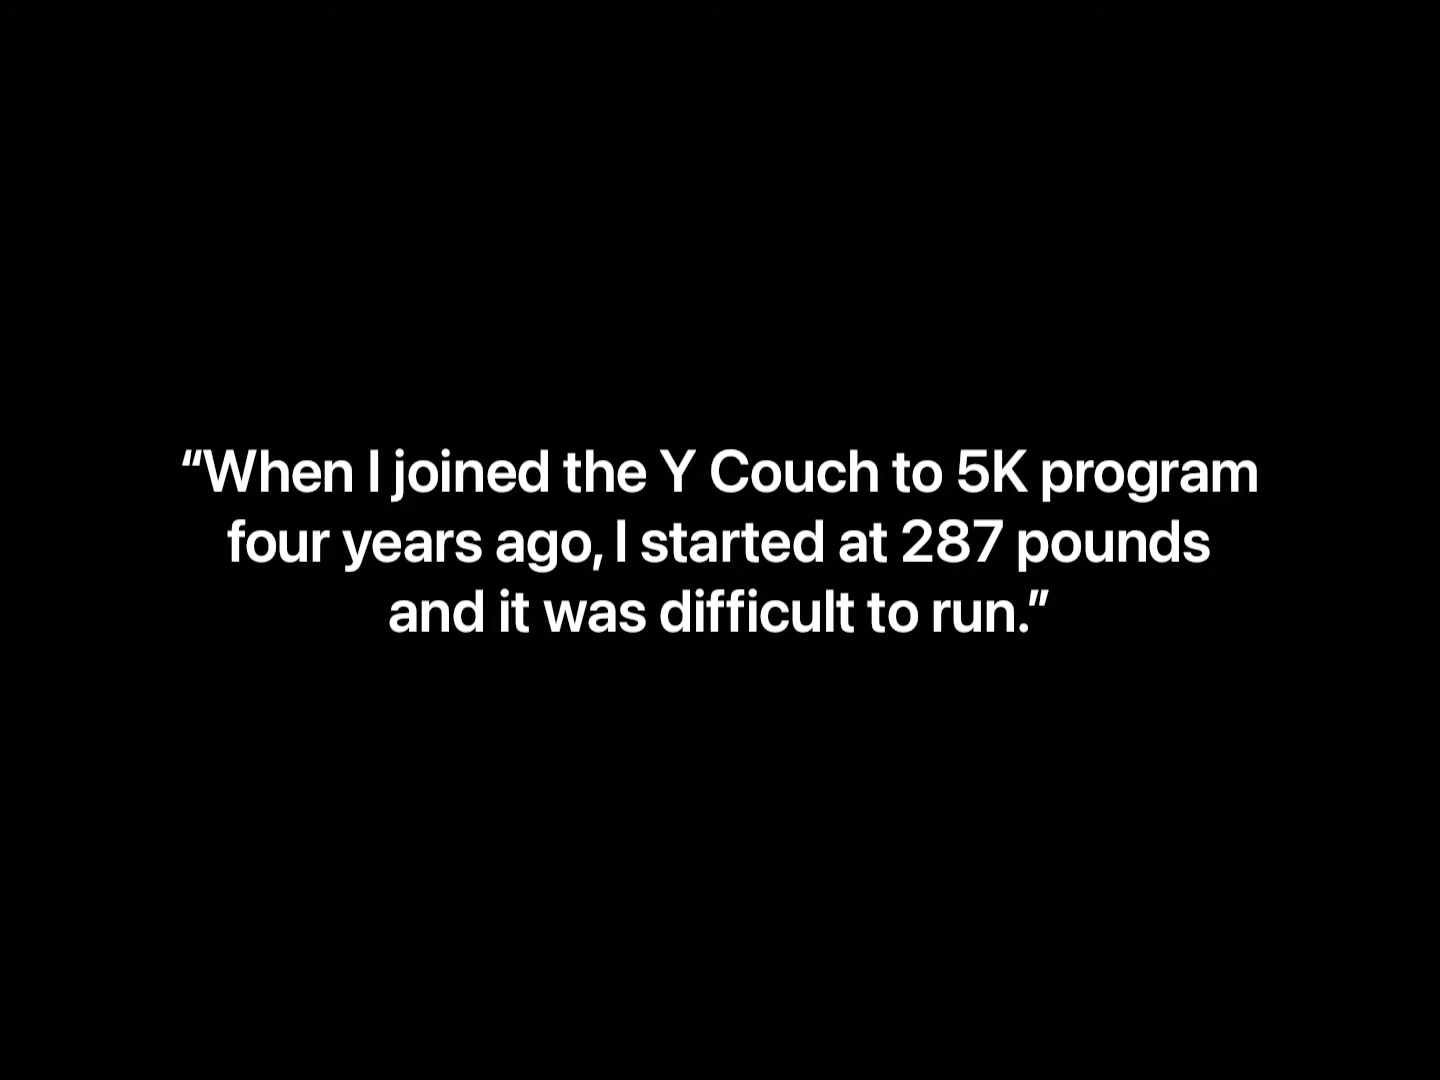 “When I joined the Y Couch to 5K program
four years ago, I started at 287 pounds
and it was difficult to run.”